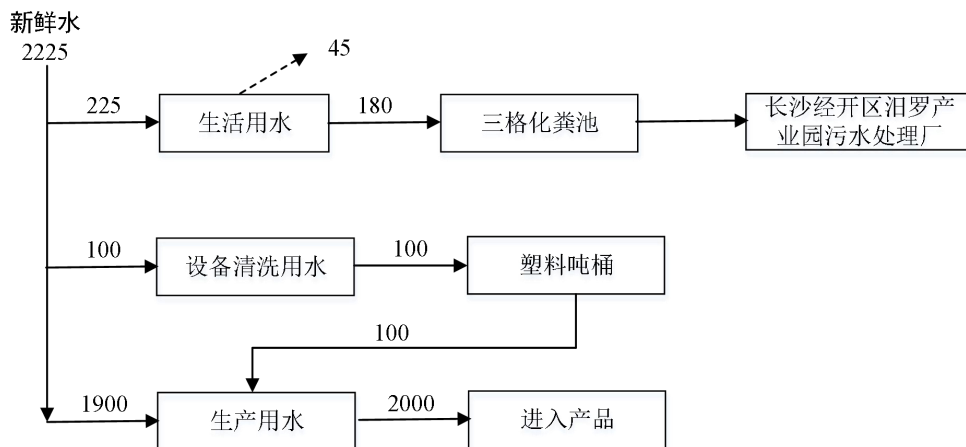 新鲜水
2225
45
225
生活用水
180
三格化粪池
长沙经开区汨罗产
业园污水处理厂
100
设备清洗用水
100
塑料吨桶
100
1900
生产用水
2000
进入产品